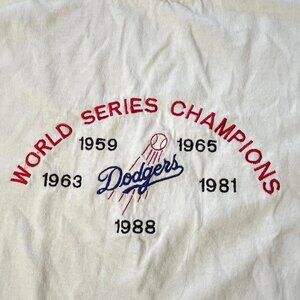 WORLD SERIES CHAMPIONS
1959 1965
1963 Dodgers 1981
1988